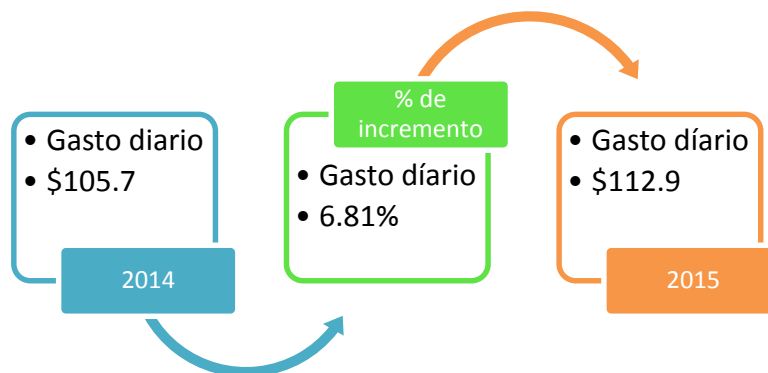 • Gasto diario
• $105.7
2014
% de
incremento
• Gasto díario
• 6.81%
• Gasto díario
• $112.9
2015